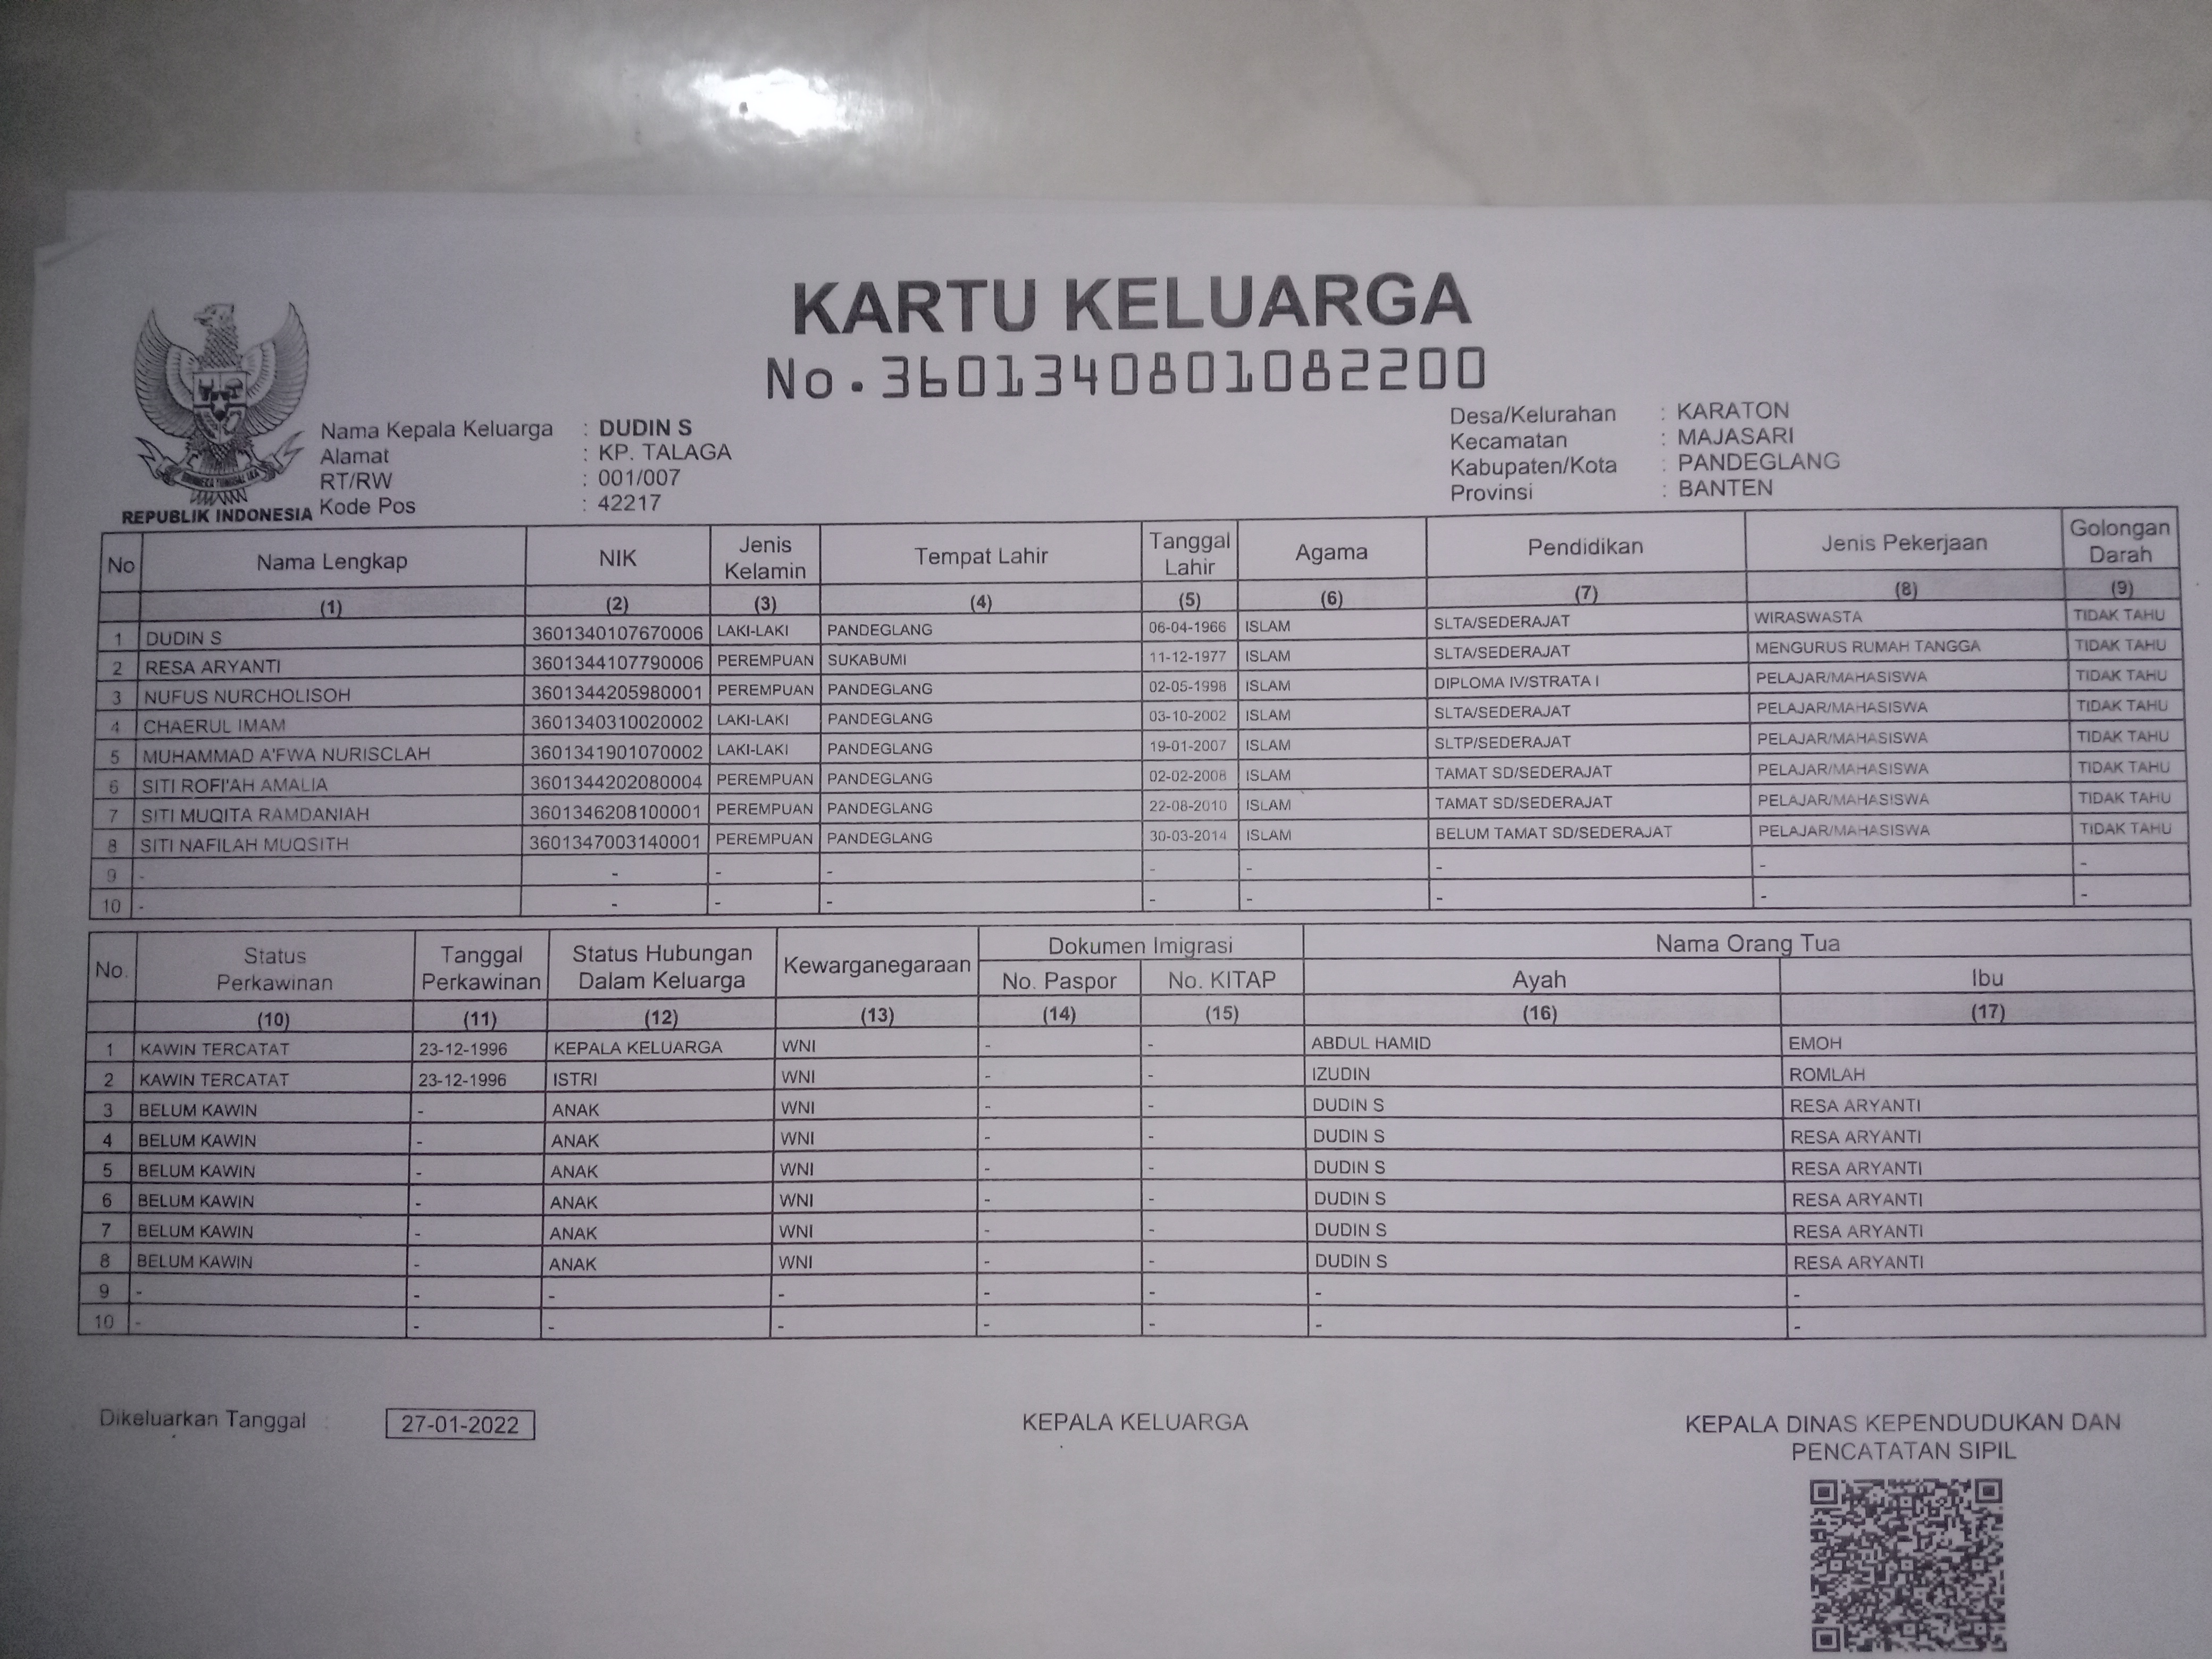 KARTU KELUARGA
No.3601340801082200
Nama Kepala Keluarga : DUDIN S
Alamat : KP. TALAGA
RT/RW : 001/007
Kode Pos : 42217
Desa/Kelurahan : KARATON
Kecamatan : MAJASARI
Kabupaten/Kota : PANDEGLANG
Provinsi : BANTEN
BHINNEKA TUNGGAL IKA
REPUBLIK INDONESIA
No Nama Lengkap NIK Jenis Kelamin Tempat Lahir Tanggal Lahir Agama Pendidikan Jenis Pekerjaan Golongan Darah
(1) (2) (3) (4) (5) (6) (7) (8) (9)
1 DUDIN S 3601340107670006 LAKI-LAKI PANDEGLANG 06-04-1966 ISLAM SLTA/SEDERAJAT WIRASWASTA TIDAK TAHU
2 RESA ARYANTI 3601344107790006 PEREMPUAN SUKABUMI 11-12-1977 ISLAM SLTA/SEDERAJAT MENGURUS RUMAH TANGGA TIDAK TAHU
3 NUFUS NURCHOLISOH 3601344205980001 PEREMPUAN PANDEGLANG 02-05-1998 ISLAM DIPLOMA IV/STRATA I PELAJAR/MAHASISWA TIDAK TAHU
4 CHAERUL IMAM 3601340310020002 LAKI-LAKI PANDEGLANG 03-10-2002 ISLAM SLTA/SEDERAJAT PELAJAR/MAHASISWA TIDAK TAHU
5 MUHAMMAD A'FWA NURISCLAH 3601341901070002 LAKI-LAKI PANDEGLANG 19-01-2007 ISLAM SLTP/SEDERAJAT PELAJAR/MAHASISWA TIDAK TAHU
6 SITI ROFI'AH AMALIA 3601344202080004 PEREMPUAN PANDEGLANG 02-02-2008 ISLAM TAMAT SD/SEDERAJAT PELAJAR/MAHASISWA TIDAK TAHU
7 SITI MUQITA RAMDANIAH 3601346208100001 PEREMPUAN PANDEGLANG 22-08-2010 ISLAM TAMAT SD/SEDERAJAT PELAJAR/MAHASISWA TIDAK TAHU
8 SITI NAFILAH MUQSITH 3601347003140001 PEREMPUAN PANDEGLANG 30-03-2014 ISLAM BELUM TAMAT SD/SEDERAJAT PELAJAR/MAHASISWA TIDAK TAHU
9 - - - - - - - - -
10 - - - - - - - - -
No. Status Perkawinan Tanggal Perkawinan Status Hubungan Dalam Keluarga Kewarganegaraan Dokumen Imigrasi Nama Orang Tua
No. Paspor No. KITAP Ayah Ibu
(10) (11) (12) (13) (14) (15) (16) (17)
1 KAWIN TERCATAT 23-12-1996 KEPALA KELUARGA WNI - - ABDUL HAMID EMOH
2 KAWIN TERCATAT 23-12-1996 ISTRI WNI - - IZUDIN ROMLAH
3 BELUM KAWIN - ANAK WNI - - DUDIN S RESA ARYANTI
4 BELUM KAWIN - ANAK WNI - - DUDIN S RESA ARYANTI
5 BELUM KAWIN - ANAK WNI - - DUDIN S RESA ARYANTI
6 BELUM KAWIN - ANAK WNI - - DUDIN S RESA ARYANTI
7 BELUM KAWIN - ANAK WNI - - DUDIN S RESA ARYANTI
8 BELUM KAWIN - ANAK WNI - - DUDIN S RESA ARYANTI
9 - - - - - - - -
10 - - - - - - - -
Dikeluarkan Tanggal : 27-01-2022
KEPALA KELUARGA
KEPALA DINAS KEPENDUDUKAN DAN
PENCATATAN SIPIL